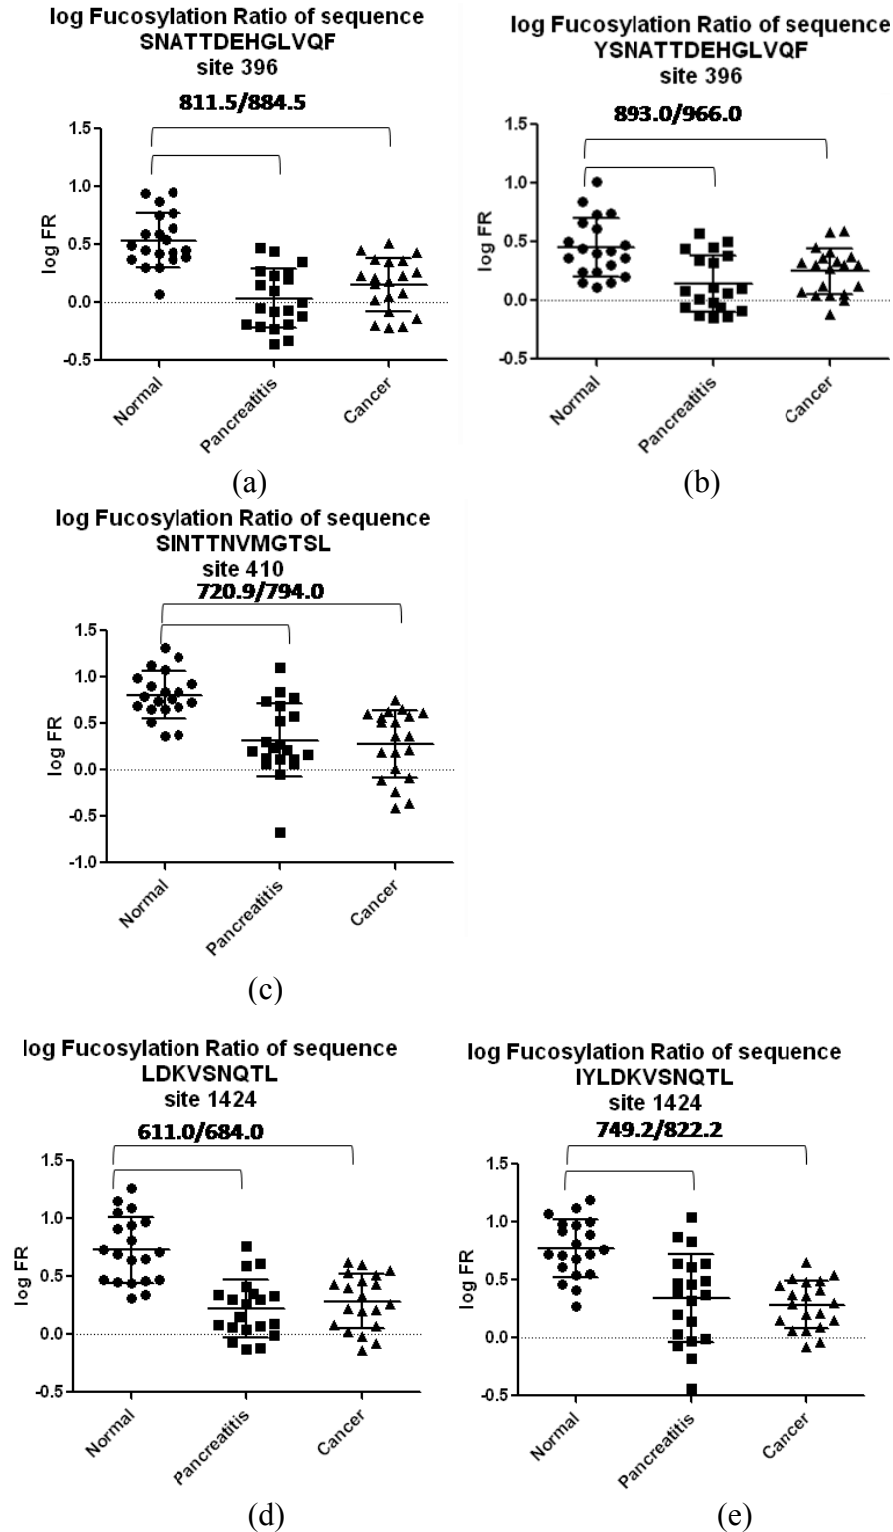 log Fucosylation Ratio of sequence
SNATTDEHGLVQF
site 396
811.5/884.5
1.5
1.0
0.5
0.0
-0.5
log FR
Normal
Pancreatitis
Cancer
(a)
log Fucosylation Ratio of sequence
YSNATTDEHGLVQF
site 396
893.0/966.0
1.5
1.0
0.5
0.0
-0.5
log FR
Normal
Pancreatitis
Cancer
(b)
log Fucosylation Ratio of sequence
SINTTNVMGTSL
site 410
720.9/794.0
1.5
1.0
0.5
0.0
-0.5
-1.0
log FR
Normal
Pancreatitis
Cancer
(c)
log Fucosylation Ratio of sequence
LDKVSNQTL
site 1424
611.0/684.0
1.5
1.0
0.5
0.0
-0.5
log FR
Normal
Pancreatitis
Cancer
(d)
log Fucosylation Ratio of sequence
IYLDKVSNQTL
site 1424
749.2/822.2
1.5
1.0
0.5
0.0
-0.5
log FR
Normal
Pancreatitis
Cancer
(e)